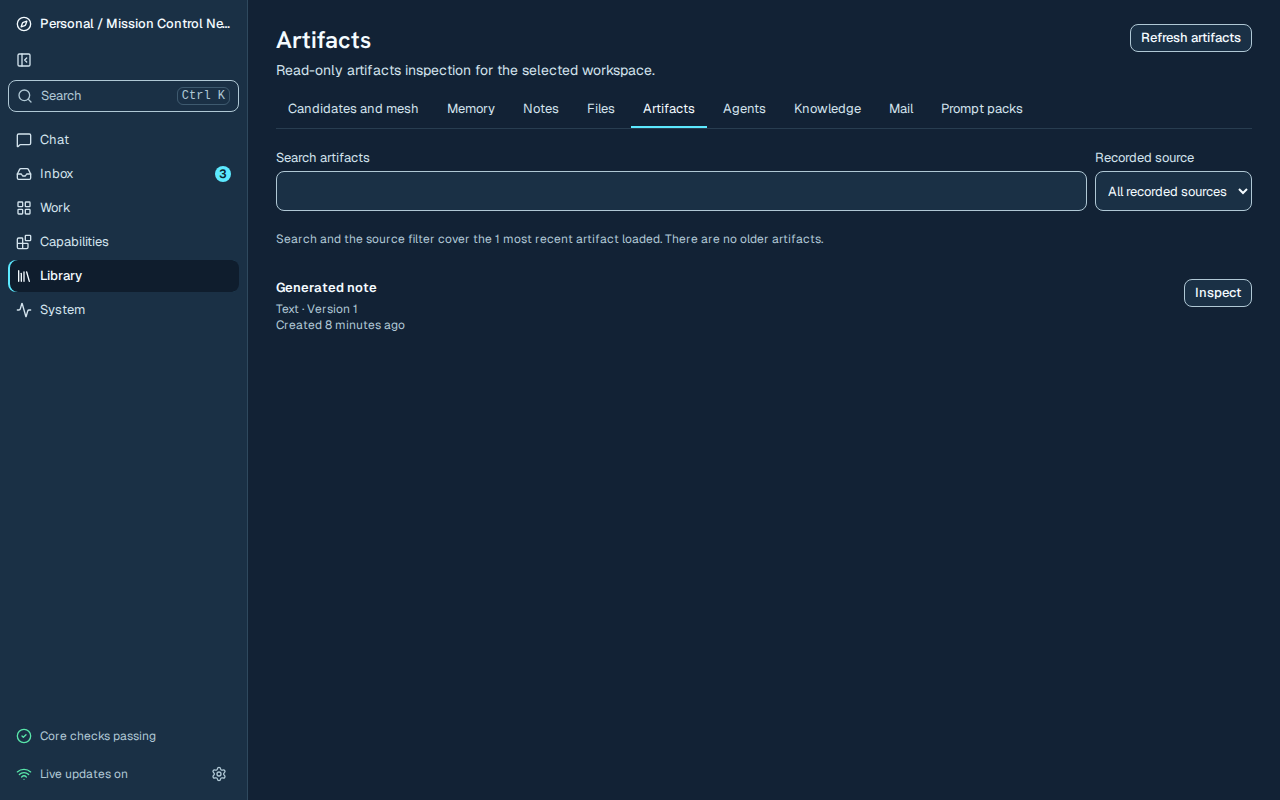 Personal / Mission Control Ne...
Search
Ctrl K
Chat
Inbox
3
Work
Capabilities
Library
System
Core checks passing
Live updates on
Artifacts
Refresh artifacts
Read-only artifacts inspection for the selected workspace.
Candidates and mesh
Memory
Notes
Files
Artifacts
Agents
Knowledge
Mail
Prompt packs
Search artifacts
Recorded source
All recorded sources
Search and the source filter cover the 1 most recent artifact loaded. There are no older artifacts.
Generated note
Inspect
Text · Version 1
Created 8 minutes ago